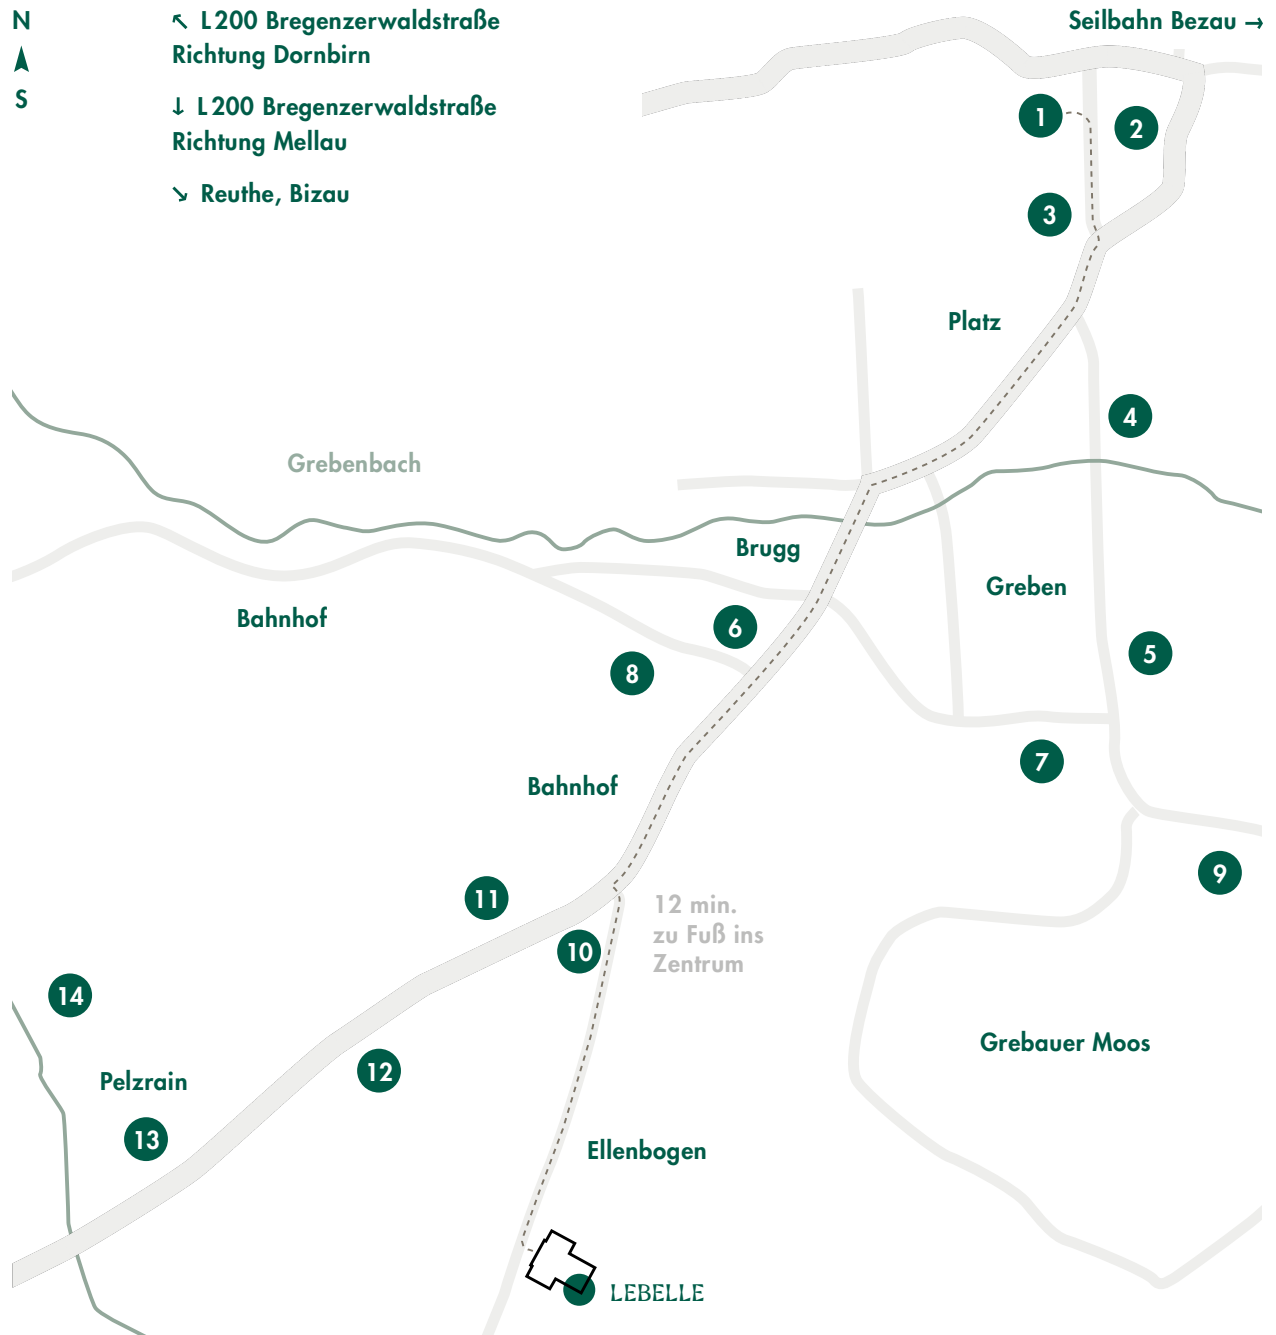 N
S
↖ L200 Bregenzerwaldstraße
Richtung Dornbirn
↓ L200 Bregenzerwaldstraße
Richtung Mellau
↘ Reuthe, Bizau
Seilbahn Bezau →
1
2
3
Platz
4
Grebenbach
Brugg
Greben
Bahnhof
6
5
8
7
Bahnhof
9
11
12 min.
zu Fuß ins
Zentrum
10
14
Grebauer Moos
12
Pelzrain
13
Ellenbogen
LEBELLE